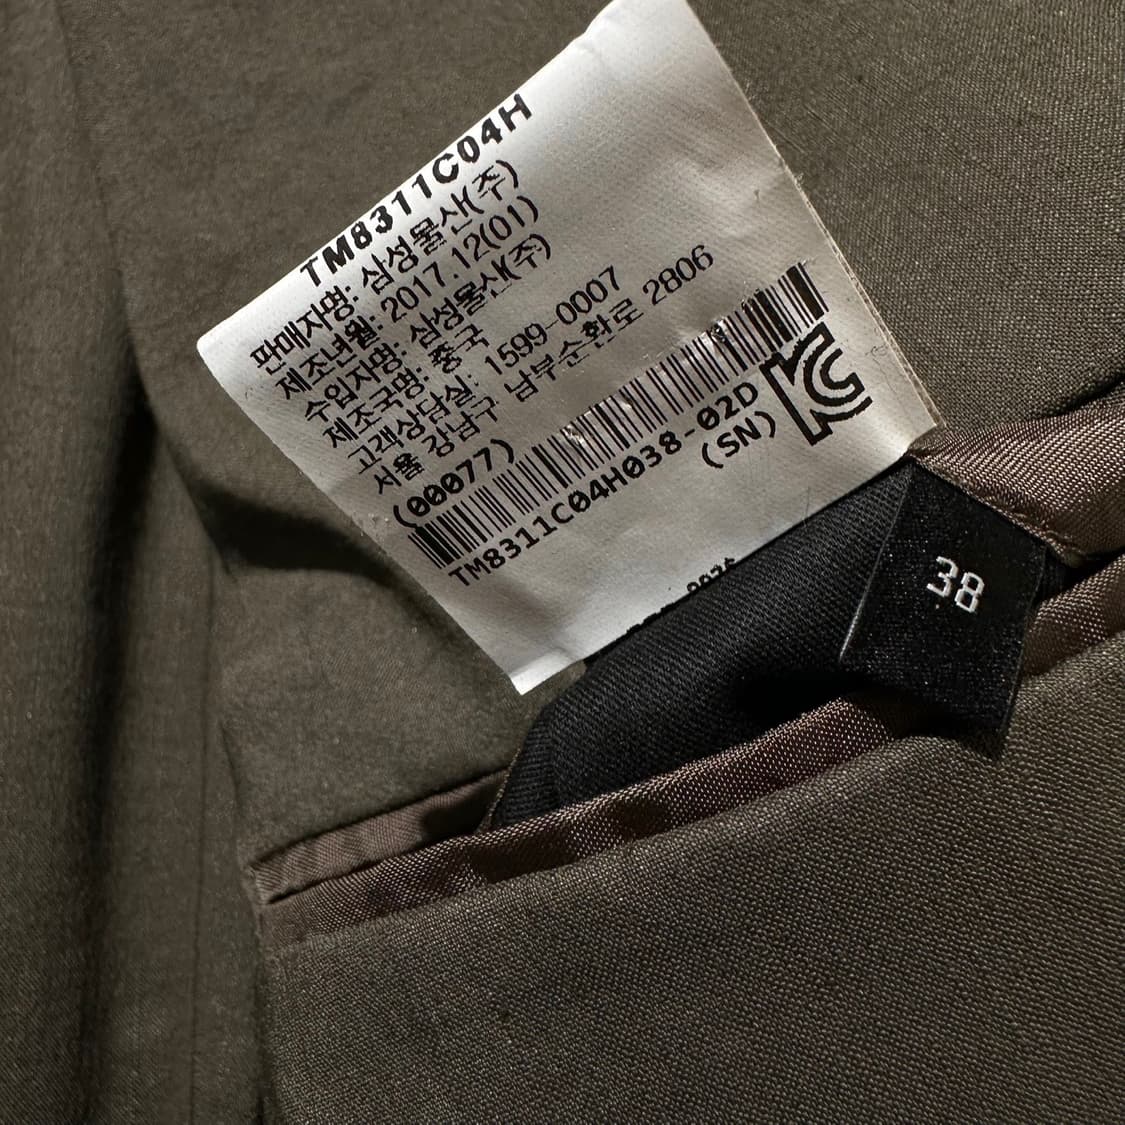 TM8311C04H
판매자명: 삼성물산(주)
제조년월: 2017.12(01)
수입자명: 삼성물산(주)
제조국명: 중국
고객상담실: 1599-0007
서울 강남구 남부순환로 2806
(00077)
TM8311C04H038-02D
(SN)
38